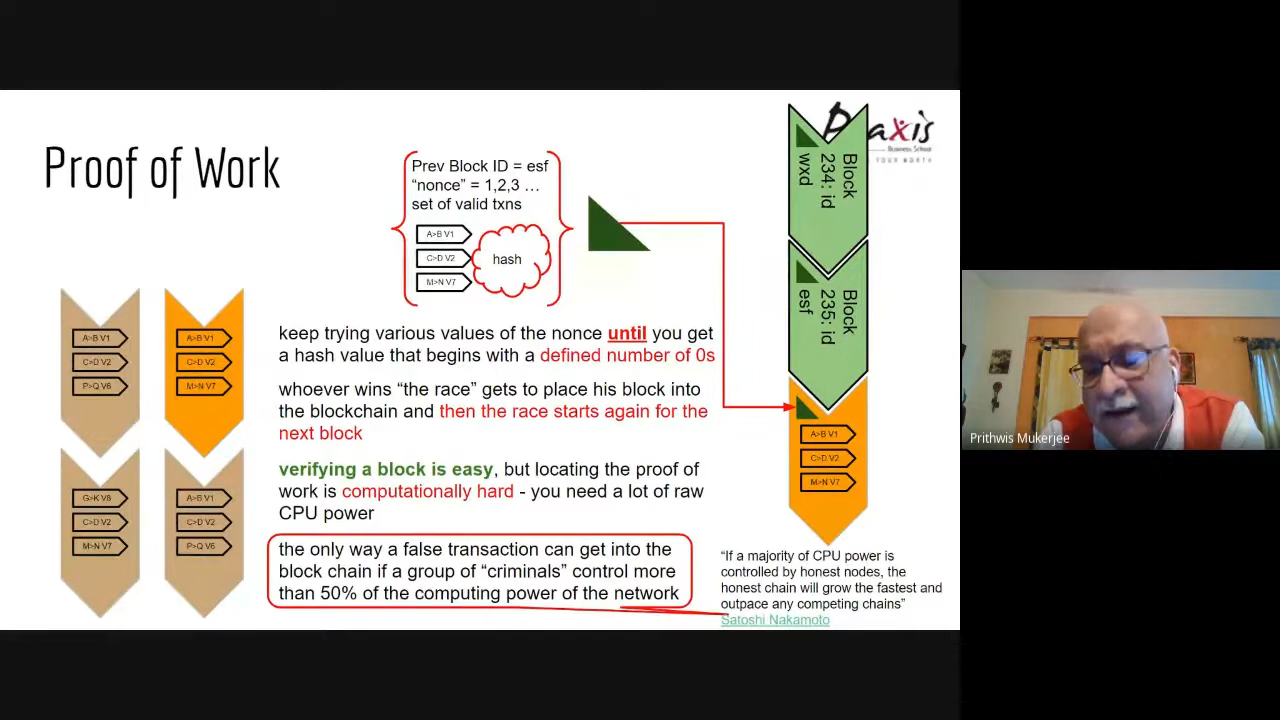 Proof of Work
Prev Block ID = esf
“nonce” = 1,2,3 …
set of valid txns
A>B V1
C>D V2
M>N V7
hash
Praxis
Business School
YOUR WORTH
Block
234: id
wxd
Block
235: id
esf
A>B V1
C>D V2
M>N V7
A>B V1
C>D V2
P>Q V6
A>B V1
C>D V2
M>N V7
G>K V8
C>D V2
M>N V7
A>B V1
C>D V2
P>Q V6
keep trying various values of the nonce until you get
a hash value that begins with a defined number of 0s
whoever wins “the race” gets to place his block into
the blockchain and then the race starts again for the
next block
verifying a block is easy, but locating the proof of
work is computationally hard - you need a lot of raw
CPU power
the only way a false transaction can get into the
block chain if a group of “criminals” control more
than 50% of the computing power of the network
“If a majority of CPU power is
controlled by honest nodes, the
honest chain will grow the fastest and
outpace any competing chains”
Satoshi Nakamoto
Prithwis Mukerjee